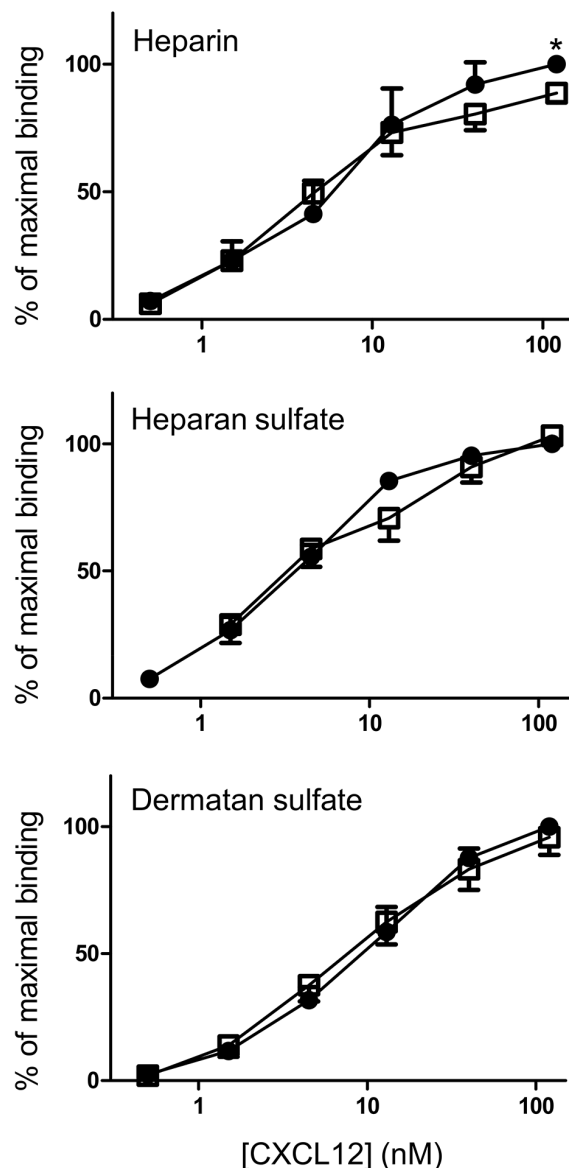 Heparin
*
% of maximal binding
100
50
0
1
10
100
Heparan sulfate
% of maximal binding
100
50
0
1
10
100
Dermatan sulfate
% of maximal binding
100
50
0
1
10
100
[CXCL12] (nM)